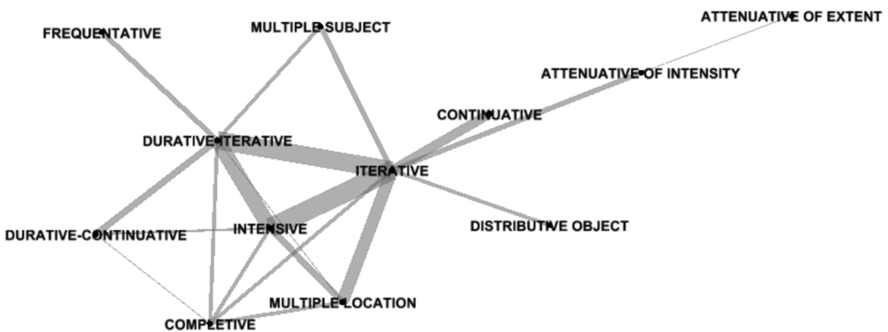 ATTENUATIVE OF EXTENT
FREQUENTATIVE
MULTIPLE SUBJECT
ATTENUATIVE OF INTENSITY
CONTINUATIVE
DURATIVE-ITERATIVE
ITERATIVE
DISTRIBUTIVE OBJECT
INTENSIVE
DURATIVE-CONTINUATIVE
MULTIPLE LOCATION
COMPLETIVE